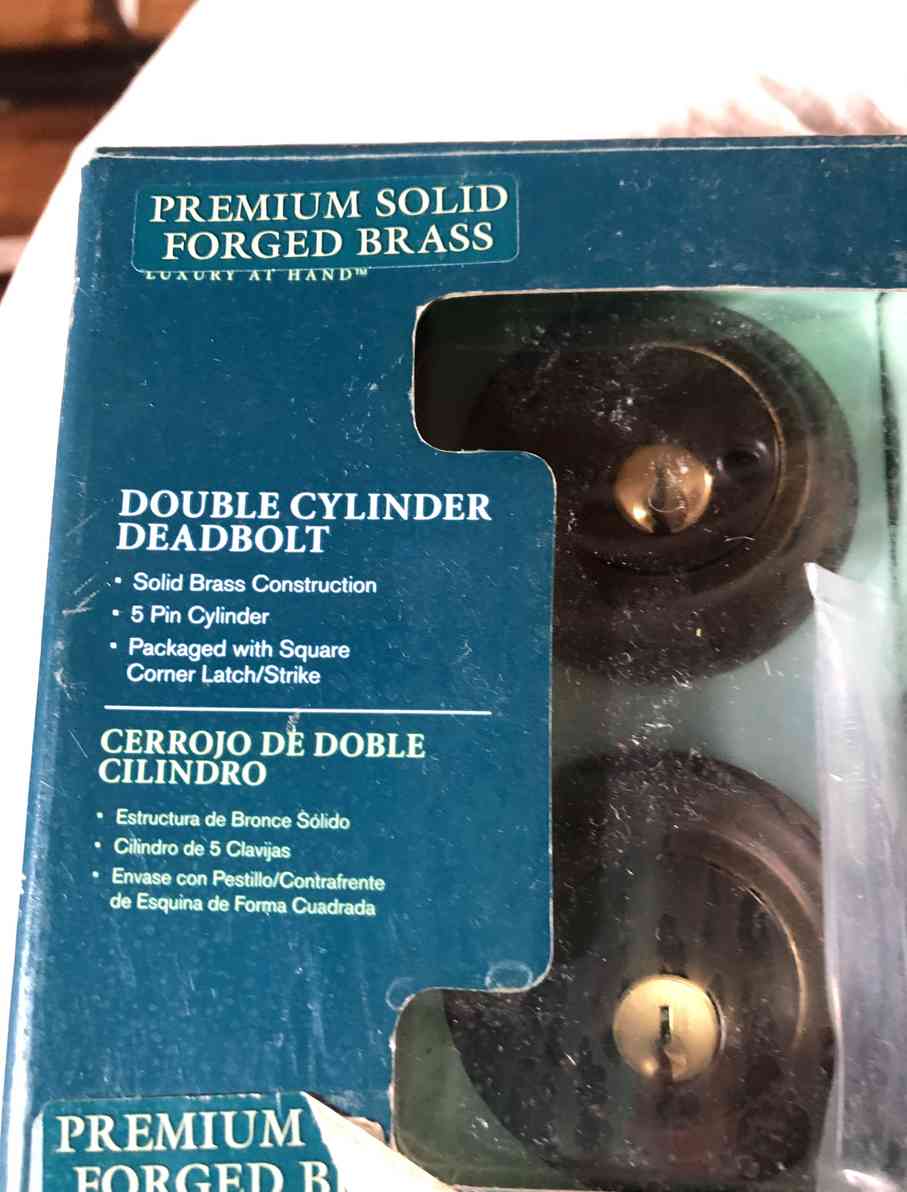 PREMIUM SOLID
FORGED BRASS
LUXURY AT HAND™
DOUBLE CYLINDER
DEADBOLT
· Solid Brass Construction
· 5 Pin Cylinder
· Packaged with Square
Corner Latch/Strike
CERROJO DE DOBLE
CILINDRO
· Estructura de Bronce Sólido
· Cilindro de 5 Clavijas
· Envase con Pestillo/Contrafrente
de Esquina de Forma Cuadrada
PREMIUM
FORGED B